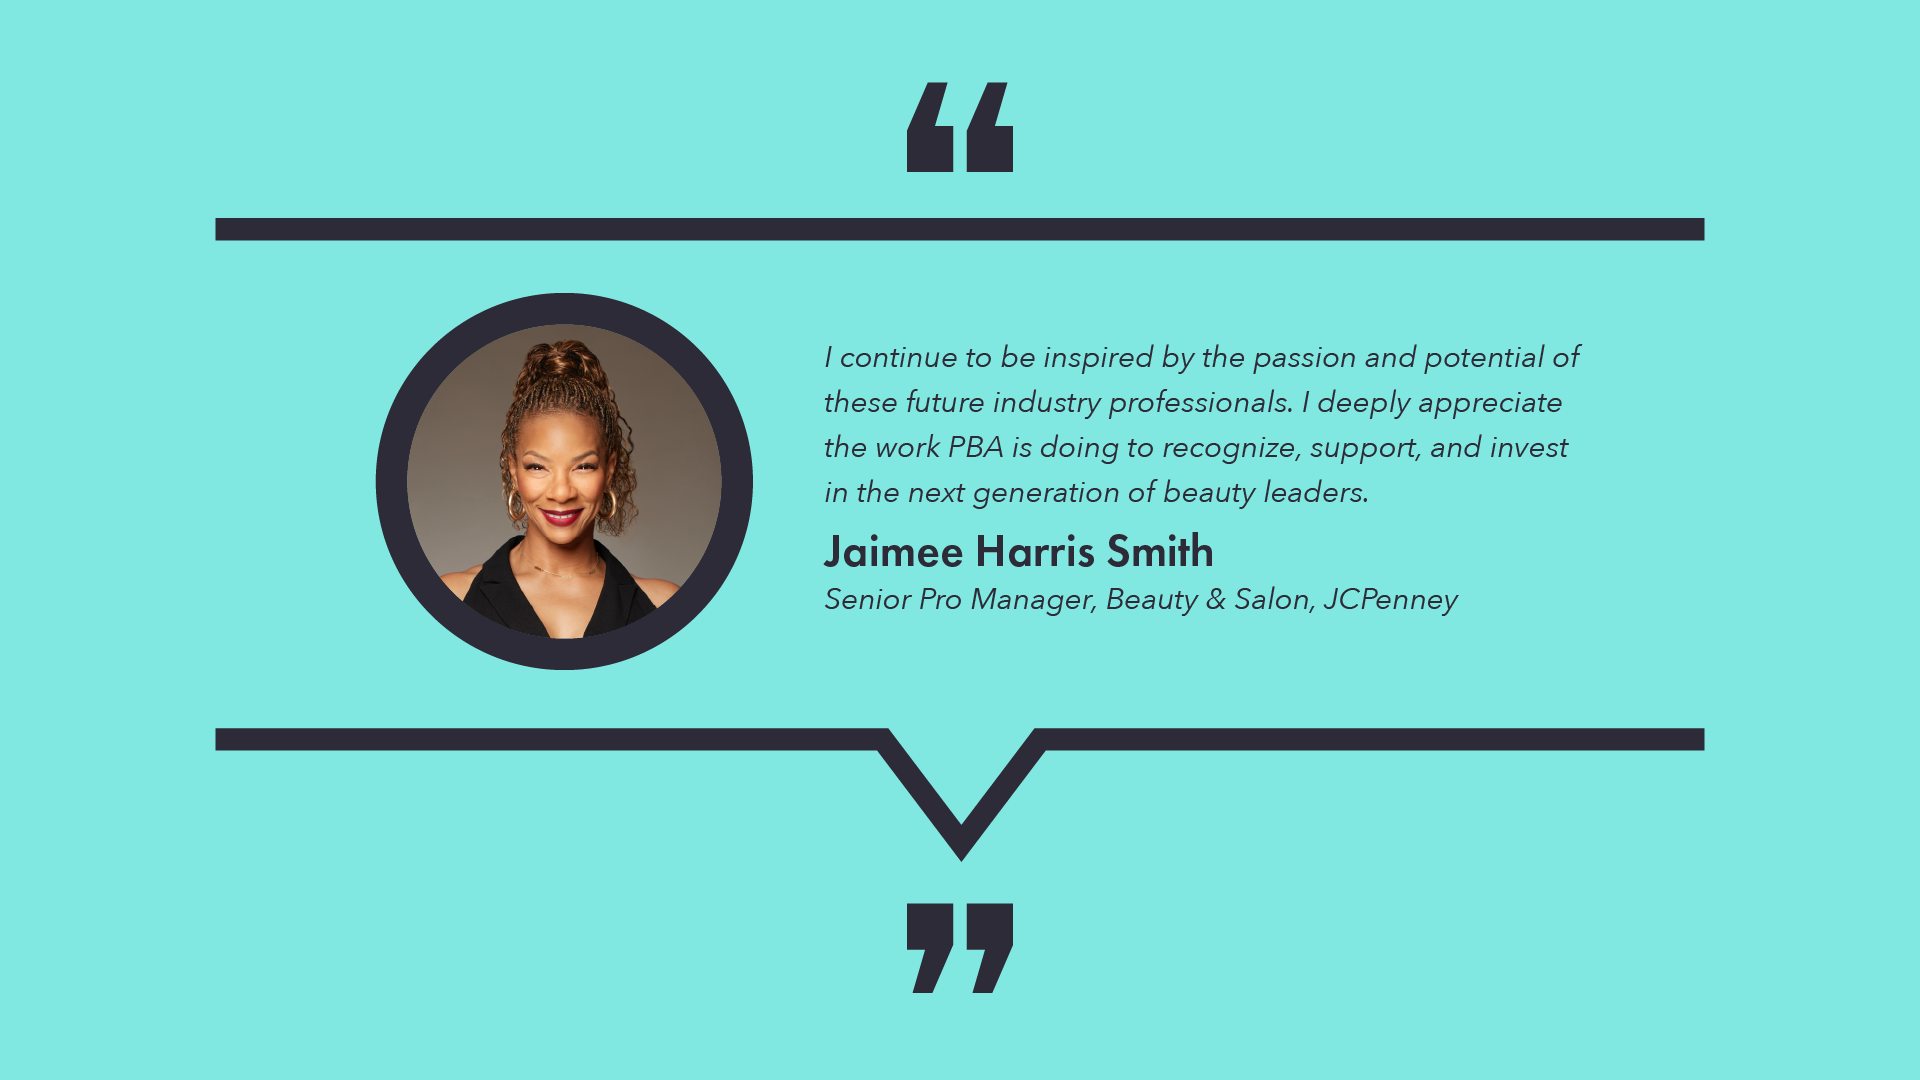 “
I continue to be inspired by the passion and potential of
these future industry professionals. I deeply appreciate
the work PBA is doing to recognize, support, and invest
in the next generation of beauty leaders.
Jaimee Harris Smith
Senior Pro Manager, Beauty & Salon, JCPenney
”